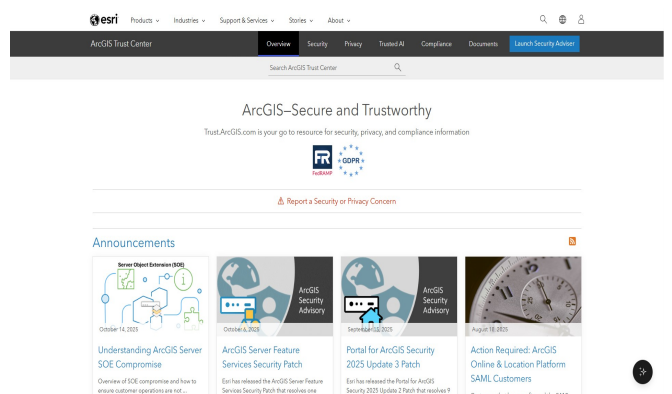 esri
Products
Industries
Support & Services
Stories
About
ArcGIS Trust Center
Overview
Security
Privacy
Trusted AI
Compliance
Documents
Launch Security Adviser
Search ArcGIS Trust Center
ArcGIS–Secure and Trustworthy
Trust.ArcGIS.com is your go to resource for security, privacy, and compliance information
FR
FedRAMP
GDPR
Report a Security or Privacy Concern
Announcements
Server Object Extension (SOE)
October 14, 2025
Understanding ArcGIS Server
SOE Compromise
Overview of SOE compromise and how to
ensure customer operations are not ...
ArcGIS
Security
Advisory
October 6, 2025
ArcGIS Server Feature
Services Security Patch
Esri has released the ArcGIS Server Feature
Services Security Patch that resolves one
ArcGIS
Security
Advisory
September 15, 2025
Portal for ArcGIS Security
2025 Update 3 Patch
Esri has released the Portal for ArcGIS
Security 2025 Update 2 Patch that resolves 9
August 18, 2025
Action Required: ArcGIS
Online & Location Platform
SAML Customers